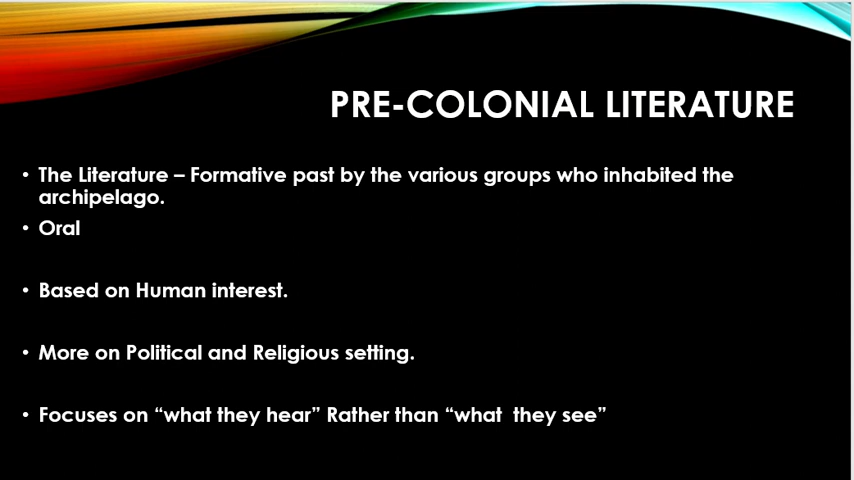 PRE-COLONIAL LITERATURE
• The Literature – Formative past by the various groups who inhabited the
archipelago.
• Oral
• Based on Human interest.
• More on Political and Religious setting.
• Focuses on “what they hear” Rather than “what  they see”